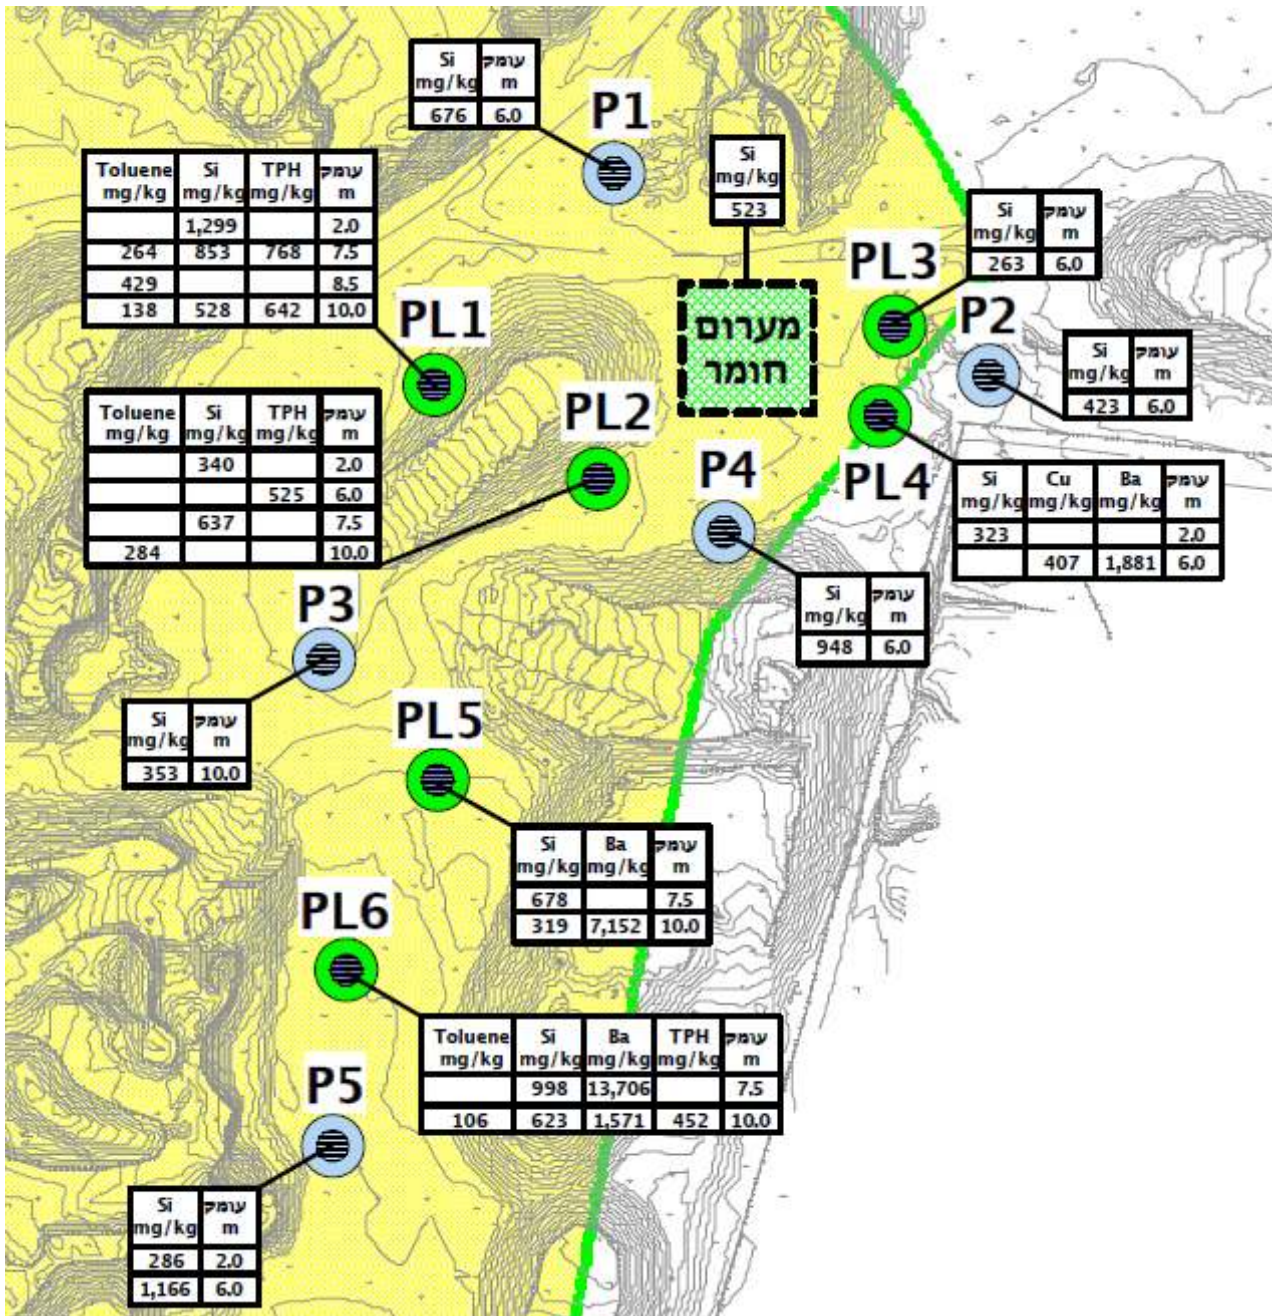 Si mg/kg עומק m
676 6.0
P1
Si mg/kg
523
Toluene mg/kg Si mg/kg TPH mg/kg עומק m
1,299 2.0
264 853 768 7.5
429 8.5
138 528 642 10.0
PL1
Si mg/kg עומק m
263 6.0
PL3
P2
מערום
חומר
Si mg/kg עומק m
423 6.0
Toluene mg/kg Si mg/kg TPH mg/kg עומק m
340 2.0
525 6.0
637 7.5
284 10.0
PL2
P4
PL4
Si mg/kg Cu mg/kg Ba mg/kg עומק m
323 2.0
407 1,881 6.0
Si mg/kg עומק m
948 6.0
P3
Si mg/kg עומק m
353 10.0
PL5
Si mg/kg Ba mg/kg עומק m
678 7.5
319 7,152 10.0
PL6
Toluene mg/kg Si mg/kg Ba mg/kg TPH mg/kg עומק m
998 13,706 7.5
106 623 1,571 452 10.0
P5
Si mg/kg עומק m
286 2.0
1,166 6.0